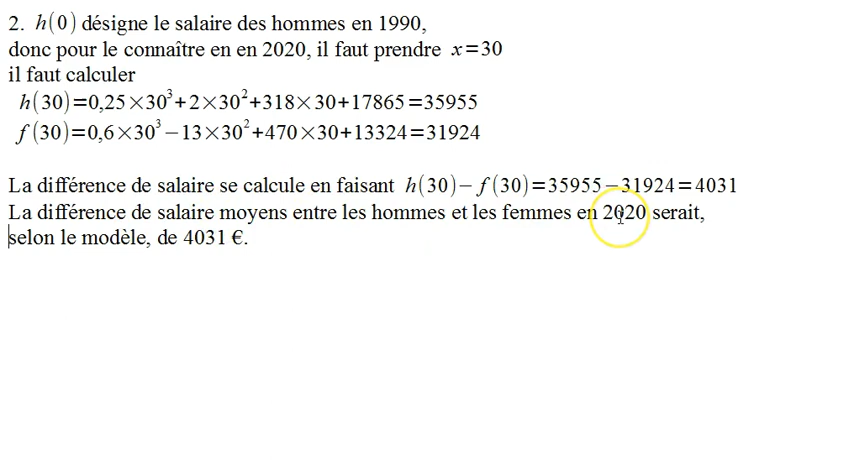 2. h(0) désigne le salaire des hommes en 1990,
donc pour le connaître en en 2020, il faut prendre x=30
il faut calculer
h(30)=0,25×30³+2×30²+318×30+17865=35955
f(30)=0,6×30³−13×30²+470×30+13324=31924
La différence de salaire se calcule en faisant h(30)−f(30)=35955−31924=4031
La différence de salaire moyens entre les hommes et les femmes en 2020 serait,
selon le modèle, de 4031 €.